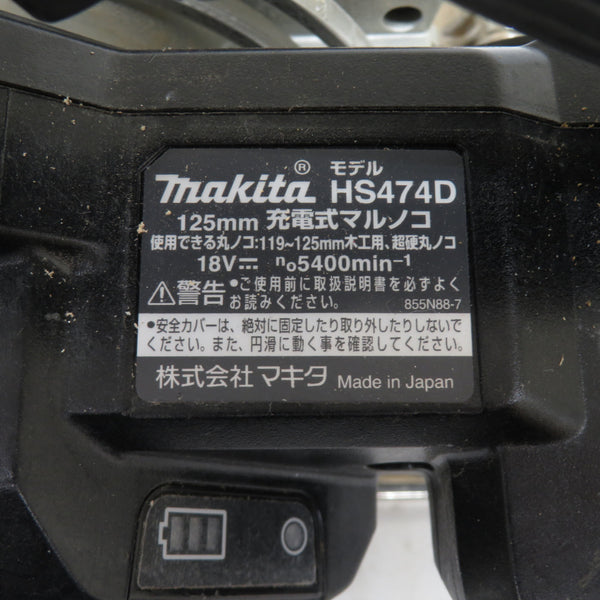 ® モデル
makita HS474D
125mm 充電式マルノコ
使用できる丸ノコ:119~125mm木工用、超硬丸ノコ
18V⎓ no5400min-1
⚠警告 •ご使用前に取扱説明書を必ずよく
お読みください。 855N88-7
•安全カバーは、絶対に固定したり取り外したりしないで
ください。また、円滑に動く事を確認してください。
株式会社マキタ Made in Japan